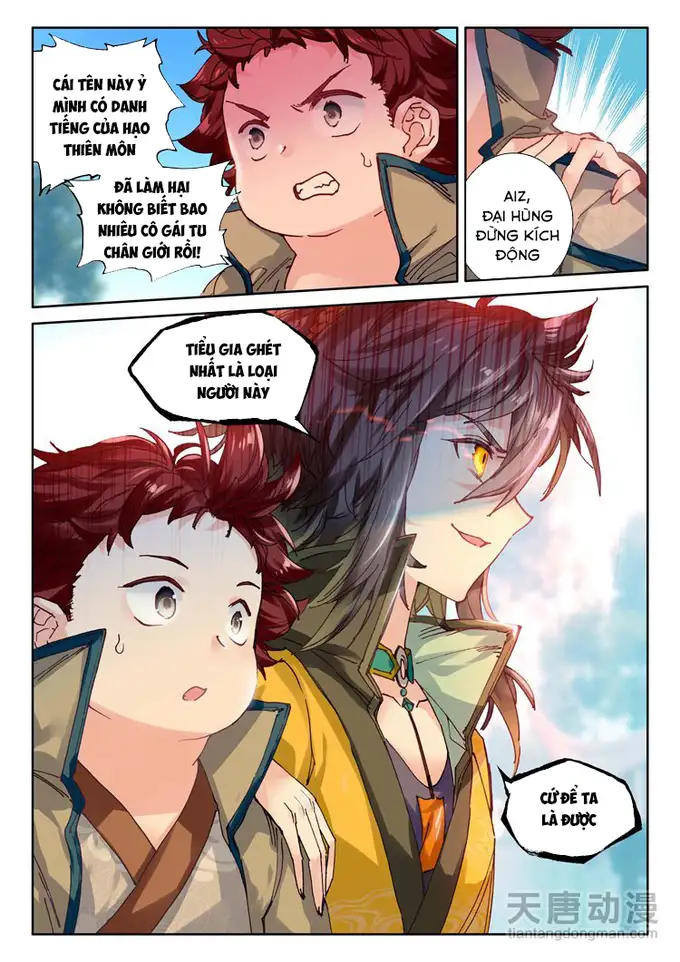 CÁI TÊN NÀY Ỷ
MÌNH CÓ DANH
TIẾNG CỦA HẠO
THIÊN MÔN
ĐÃ LÀM HẠI
KHÔNG BIẾT BAO
NHIÊU CÔ GÁI TU
CHÂN GIỚI RỒI!
AIZ,
ĐẠI HÙNG
ĐỪNG KÍCH
ĐỘNG
TIỂU GIA GHÉT
NHẤT LÀ LOẠI
NGƯỜI NÀY
CỨ ĐỂ TA
LÀ ĐƯỢC
天唐动漫
tiantangdongman.com